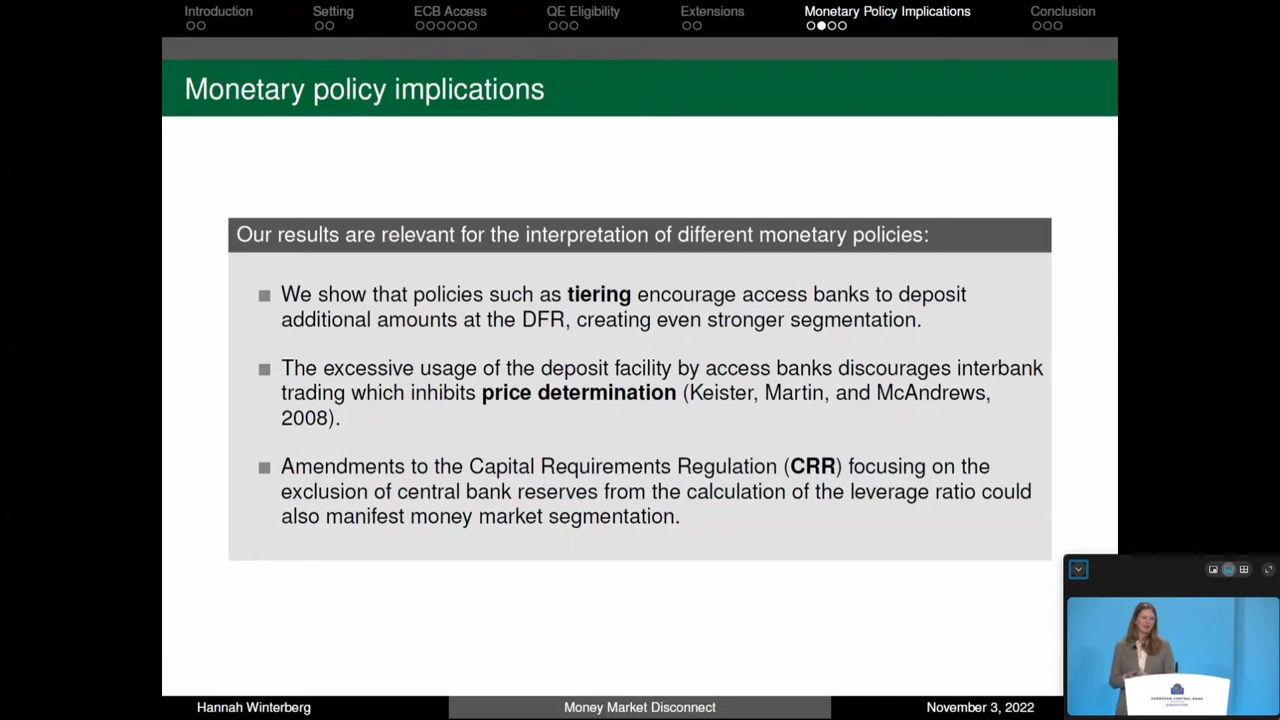 Introduction
Setting
ECB Access
QE Eligibility
Extensions
Monetary Policy Implications
Conclusion
Monetary policy implications
Our results are relevant for the interpretation of different monetary policies:
We show that policies such as tiering encourage access banks to deposit
additional amounts at the DFR, creating even stronger segmentation.
The excessive usage of the deposit facility by access banks discourages interbank
trading which inhibits price determination (Keister, Martin, and McAndrews,
2008).
Amendments to the Capital Requirements Regulation (CRR) focusing on the
exclusion of central bank reserves from the calculation of the leverage ratio could
also manifest money market segmentation.
EUROPEAN CENTRAL BANK
Hannah Winterberg
Money Market Disconnect
November 3, 2022